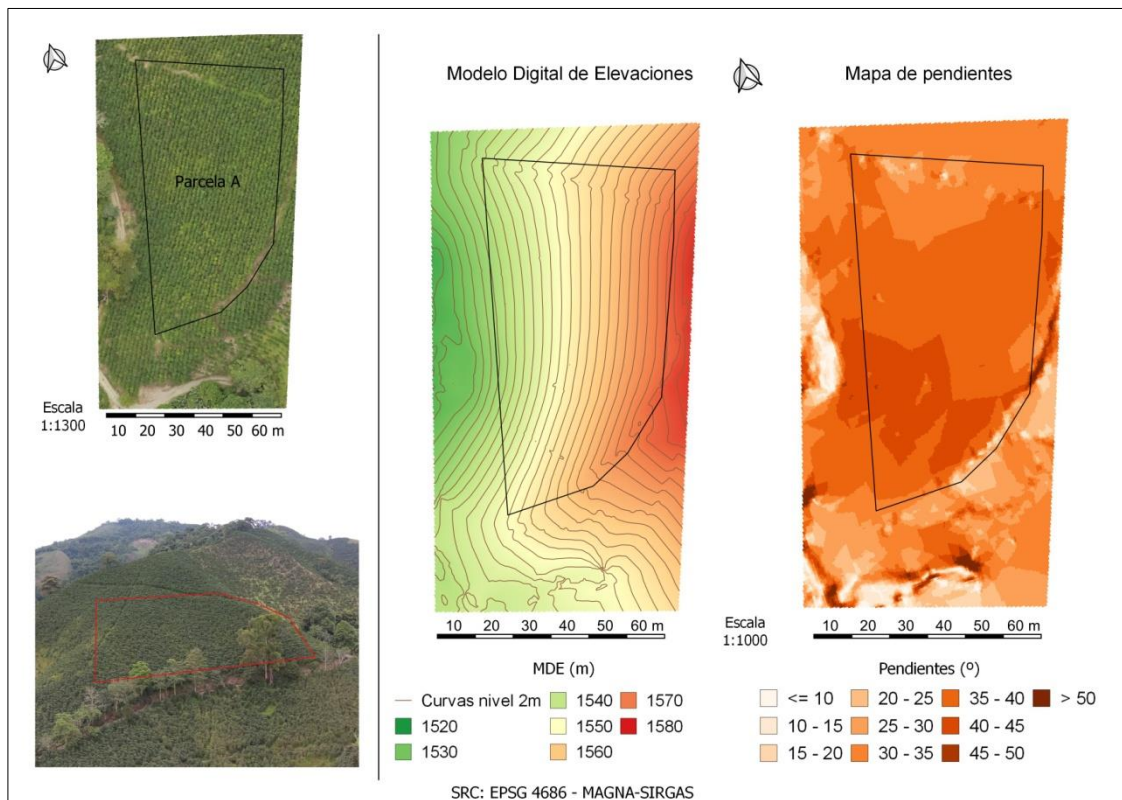 Parcela A
Escala
1:1300
10 20 30 40 50 60 m
Modelo Digital de Elevaciones
Mapa de pendientes
10 20 30 40 50 60 m
Escala
1:1000
10 20 30 40 50 60 m
MDE (m)
Curvas nivel 2m
1520
1530
1540
1550
1560
1570
1580
Pendientes (º)
<= 10
10 - 15
15 - 20
20 - 25
25 - 30
30 - 35
35 - 40
40 - 45
45 - 50
> 50
SRC: EPSG 4686 - MAGNA-SIRGAS